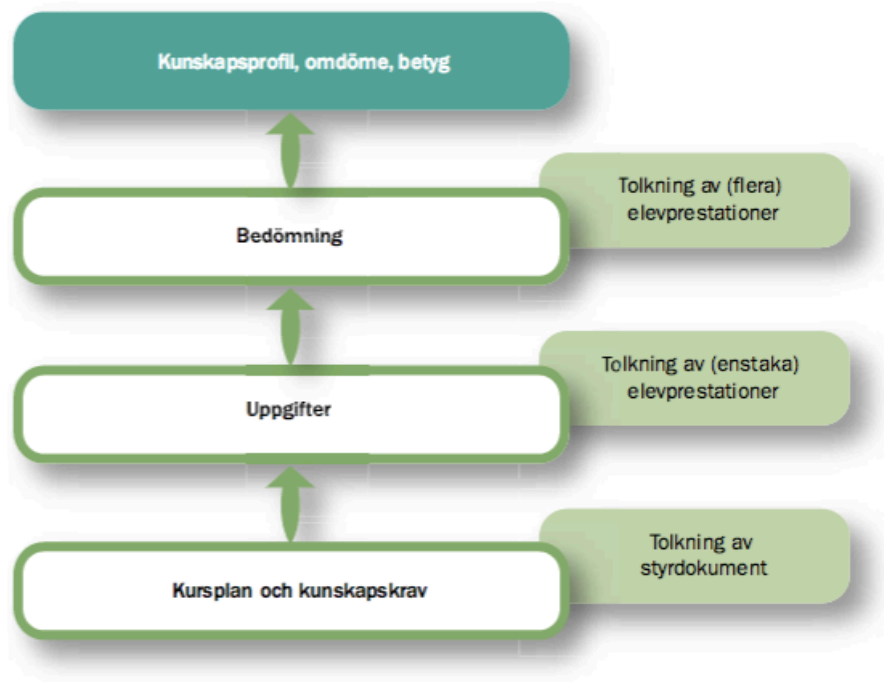 Kunskapsprofil, omdöme, betyg
Tolkning av (flera)
elevprestationer
Bedömning
Tolkning av (enstaka)
elevprestationer
Uppgifter
Tolkning av
styrdokument
Kursplan och kunskapskrav